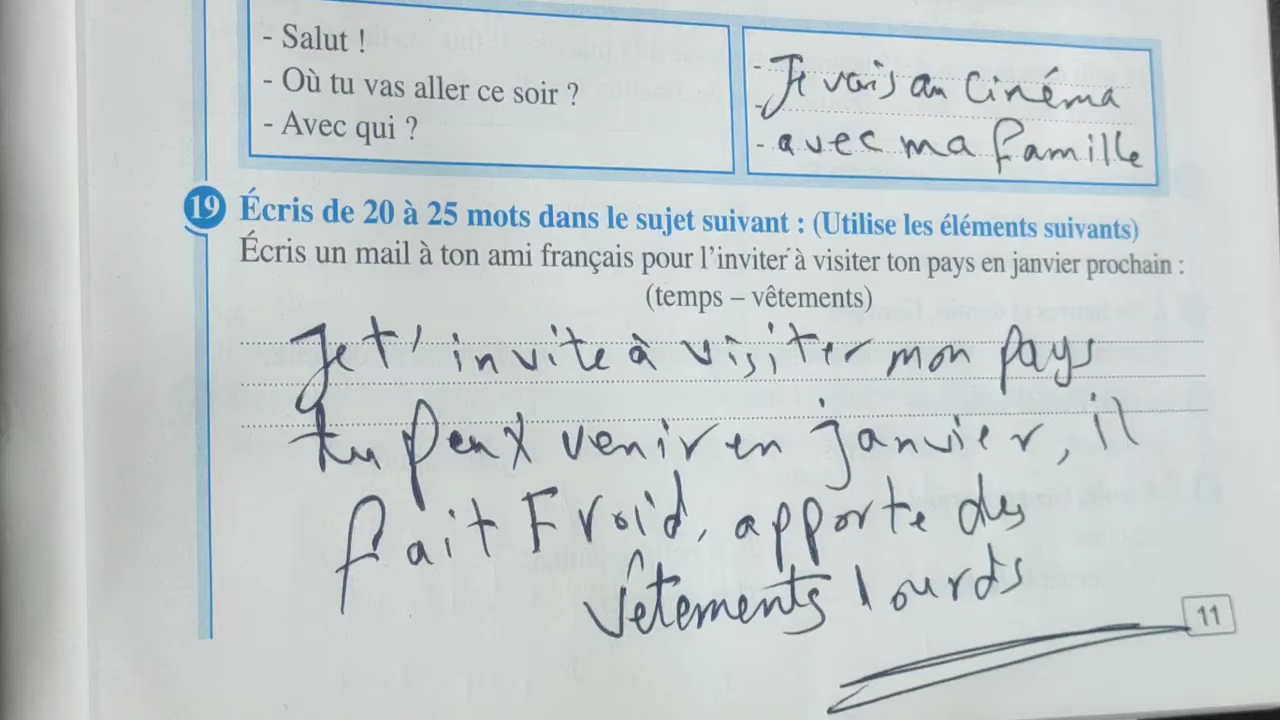 - Salut !
- Où tu vas aller ce soir ?
- Avec qui ?
- Je vais au cinéma
-
- avec ma famille
19 Écris de 20 à 25 mots dans le sujet suivant : (Utilise les éléments suivants)
Écris un mail à ton ami français pour l'inviter à visiter ton pays en janvier prochain :
(temps – vêtements)
Je t'invite à visiter mon pays
tu peux venir en janvier, il
fait Froid, apporte des
vêtements lourds
11